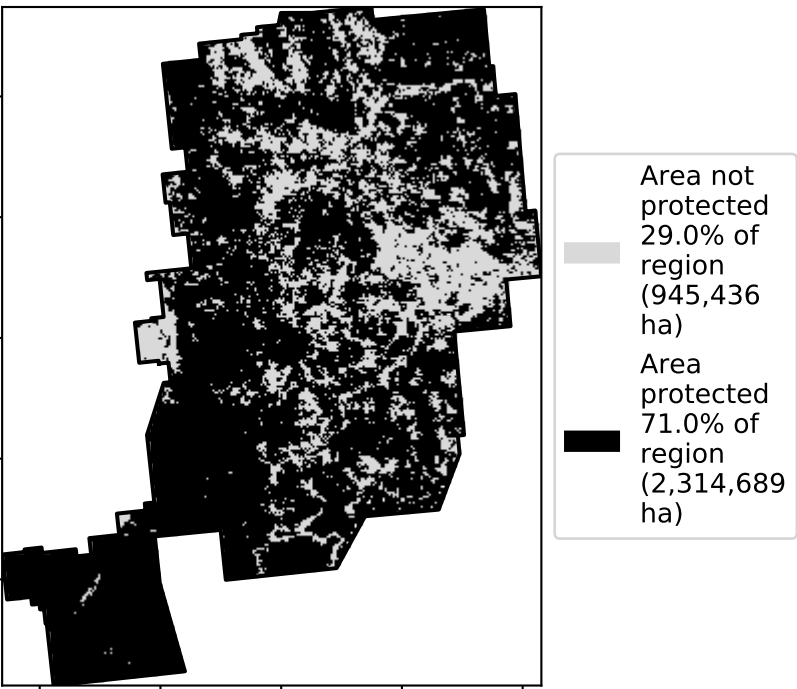 Area not
protected
29.0% of
region
(945,436
ha)
Area
protected
71.0% of
region
(2,314,689
ha)